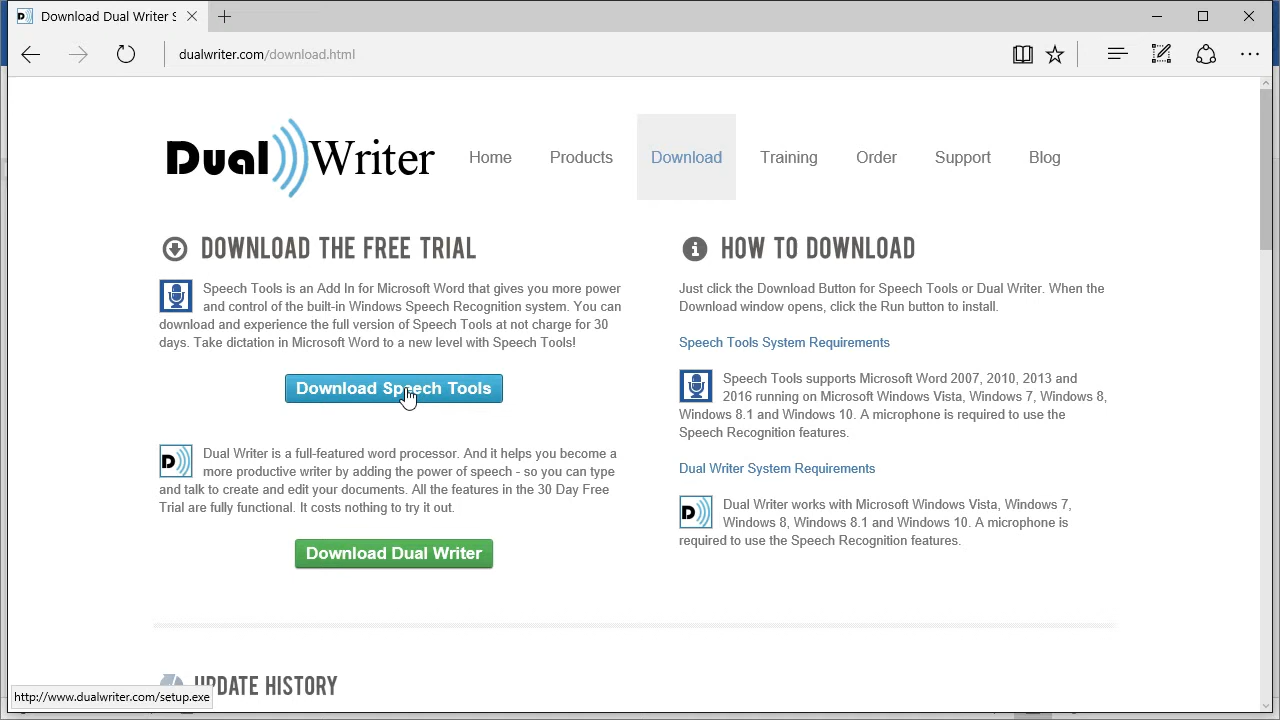 Download Dual Writer S
dualwriter.com/download.html
Dual Writer
Home Products Download Training Order Support Blog
DOWNLOAD THE FREE TRIAL
Speech Tools is an Add In for Microsoft Word that gives you more power
and control of the built-in Windows Speech Recognition system. You can
download and experience the full version of Speech Tools at not charge for 30
days. Take dictation in Microsoft Word to a new level with Speech Tools!
Download Speech Tools
D
Dual Writer is a full-featured word processor. And it helps you become a
more productive writer by adding the power of speech - so you can type
and talk to create and edit your documents. All the features in the 30 Day Free
Trial are fully functional. It costs nothing to try it out.
Download Dual Writer
HOW TO DOWNLOAD
Just click the Download Button for Speech Tools or Dual Writer. When the
Download window opens, click the Run button to install.
Speech Tools System Requirements
Speech Tools supports Microsoft Word 2007, 2010, 2013 and
2016 running on Microsoft Windows Vista, Windows 7, Windows 8,
Windows 8.1 and Windows 10. A microphone is required to use the
Speech Recognition features.
Dual Writer System Requirements
D
Dual Writer works with Microsoft Windows Vista, Windows 7,
Windows 8, Windows 8.1 and Windows 10. A microphone is
required to use the Speech Recognition features.
UPDATE HISTORY
http://www.dualwriter.com/setup.exe